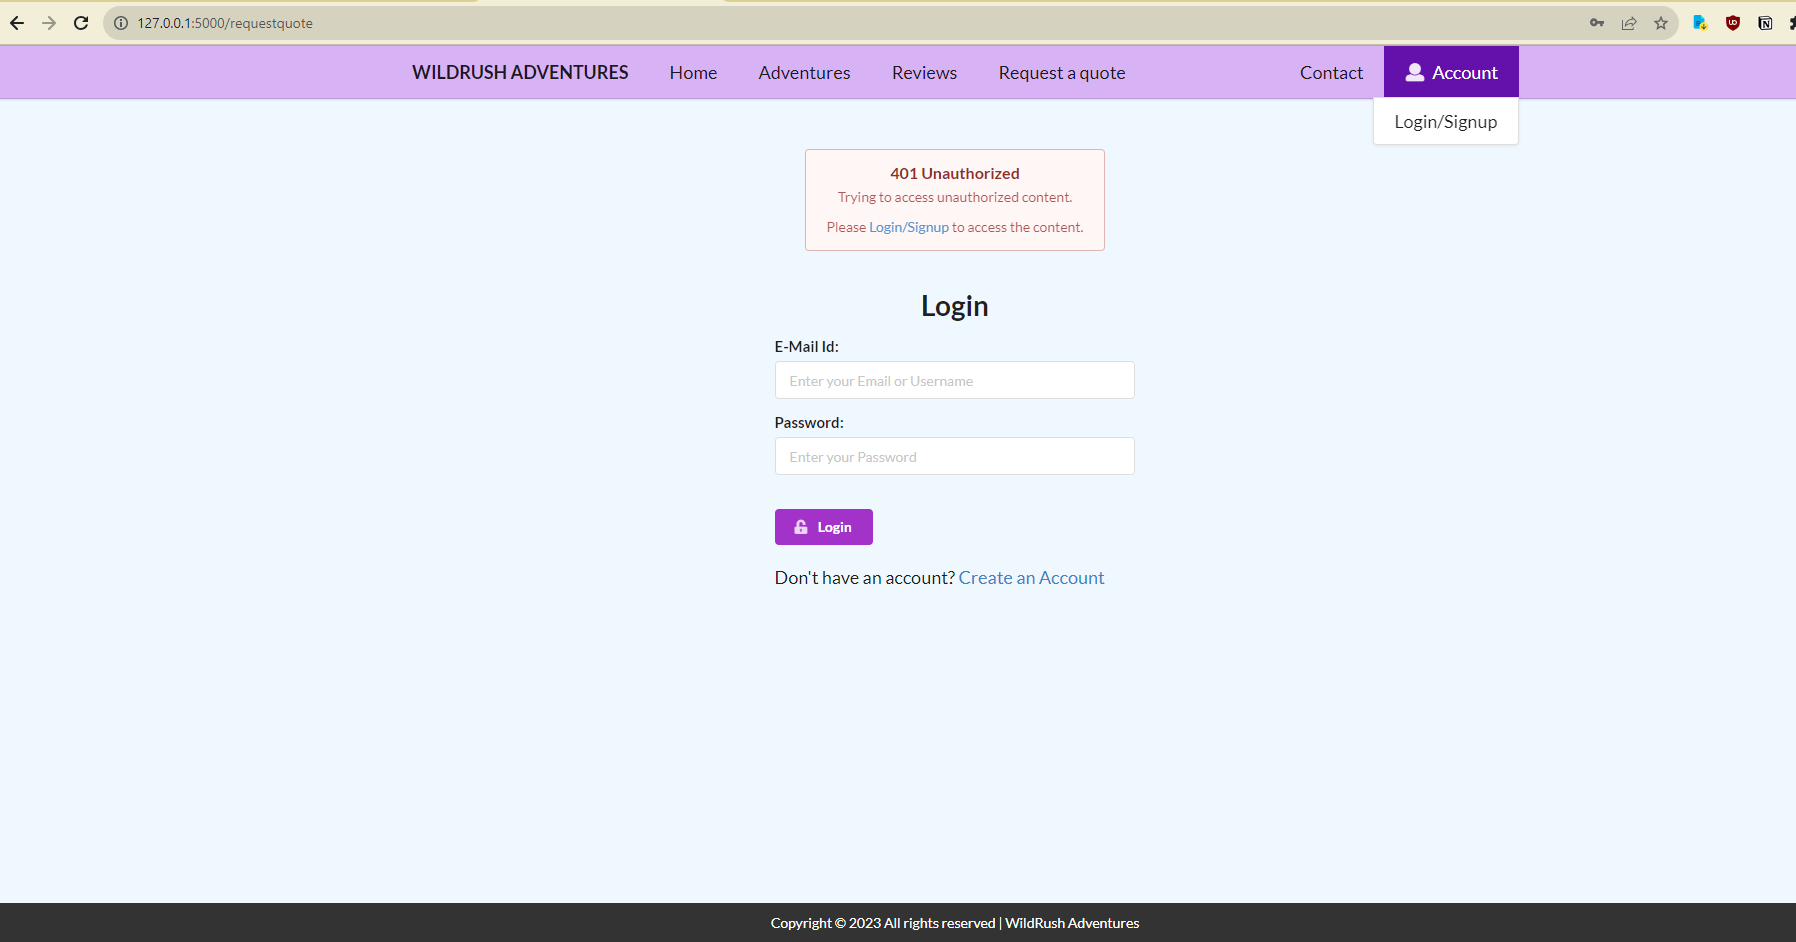 127.0.0.1:5000/requestquote
WILDRUSH ADVENTURES Home Adventures Reviews Request a quote Contact Account
Login/Signup
401 Unauthorized
Trying to access unauthorized content.
Please Login/Signup to access the content.
Login
E-Mail Id:
Enter your Email or Username
Password:
Enter your Password
Login
Don't have an account? Create an Account
Copyright © 2023 All rights reserved | WildRush Adventures